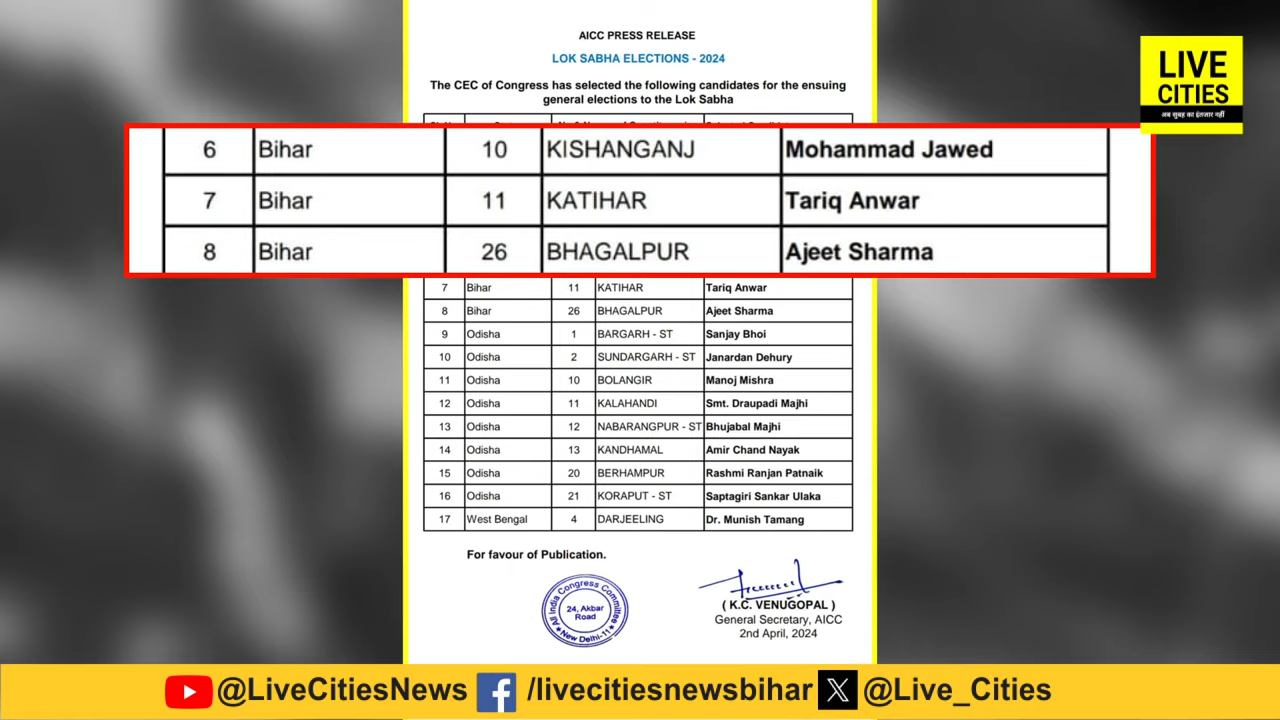 AICC PRESS RELEASE
LOK SABHA ELECTIONS - 2024
The CEC of Congress has selected the following candidates for the ensuing
general elections to the Lok Sabha
LIVE
CITIES
अब सुबह का इंतजार नहीं
6 Bihar 10 KISHANGANJ Mohammad Jawed
7 Bihar 11 KATIHAR Tariq Anwar
8 Bihar 26 BHAGALPUR Ajeet Sharma
7 Bihar 11 KATIHAR Tariq Anwar
8 Bihar 26 BHAGALPUR Ajeet Sharma
9 Odisha 1 BARGARH - ST Sanjay Bhoi
10 Odisha 2 SUNDARGARH - ST Janardan Dehury
11 Odisha 10 BOLANGIR Manoj Mishra
12 Odisha 11 KALAHANDI Smt. Draupadi Majhi
13 Odisha 12 NABARANGPUR - ST Bhujabal Majhi
14 Odisha 13 KANDHAMAL Amir Chand Nayak
15 Odisha 20 BERHAMPUR Rashmi Ranjan Patnaik
16 Odisha 21 KORAPUT - ST Saptagiri Sankar Ulaka
17 West Bengal 4 DARJEELING Dr. Munish Tamang
For favour of Publication.
All India Congress Committee
24, Akbar
Road
New Delhi-11
( K.C. VENUGOPAL )
General Secretary, AICC
2nd April, 2024
@LiveCitiesNews /livecitiesnewsbihar @Live_Cities